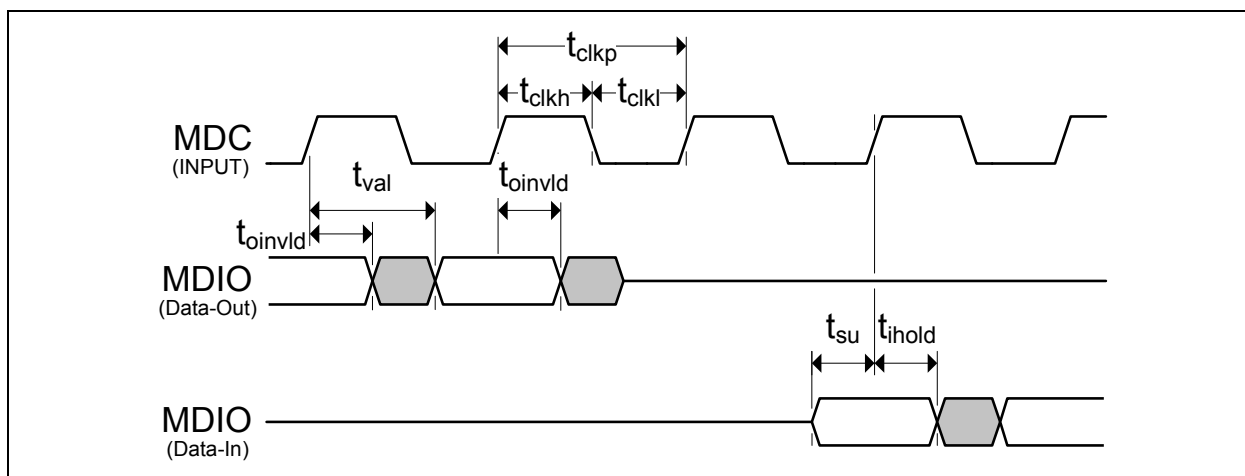 tclkp
tclkh tclkl
MDC
(INPUT)
tval
toinvld
toinvld
MDIO
(Data-Out)
tsu tihold
MDIO
(Data-In)